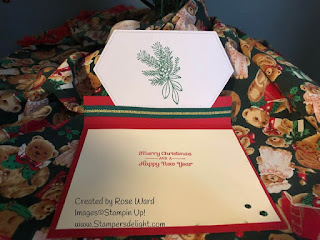 Merry Christmas
AND A
Happy New Year
Created by Rose Ward
Images@Stampin Up!
www.Stampersdelight.com